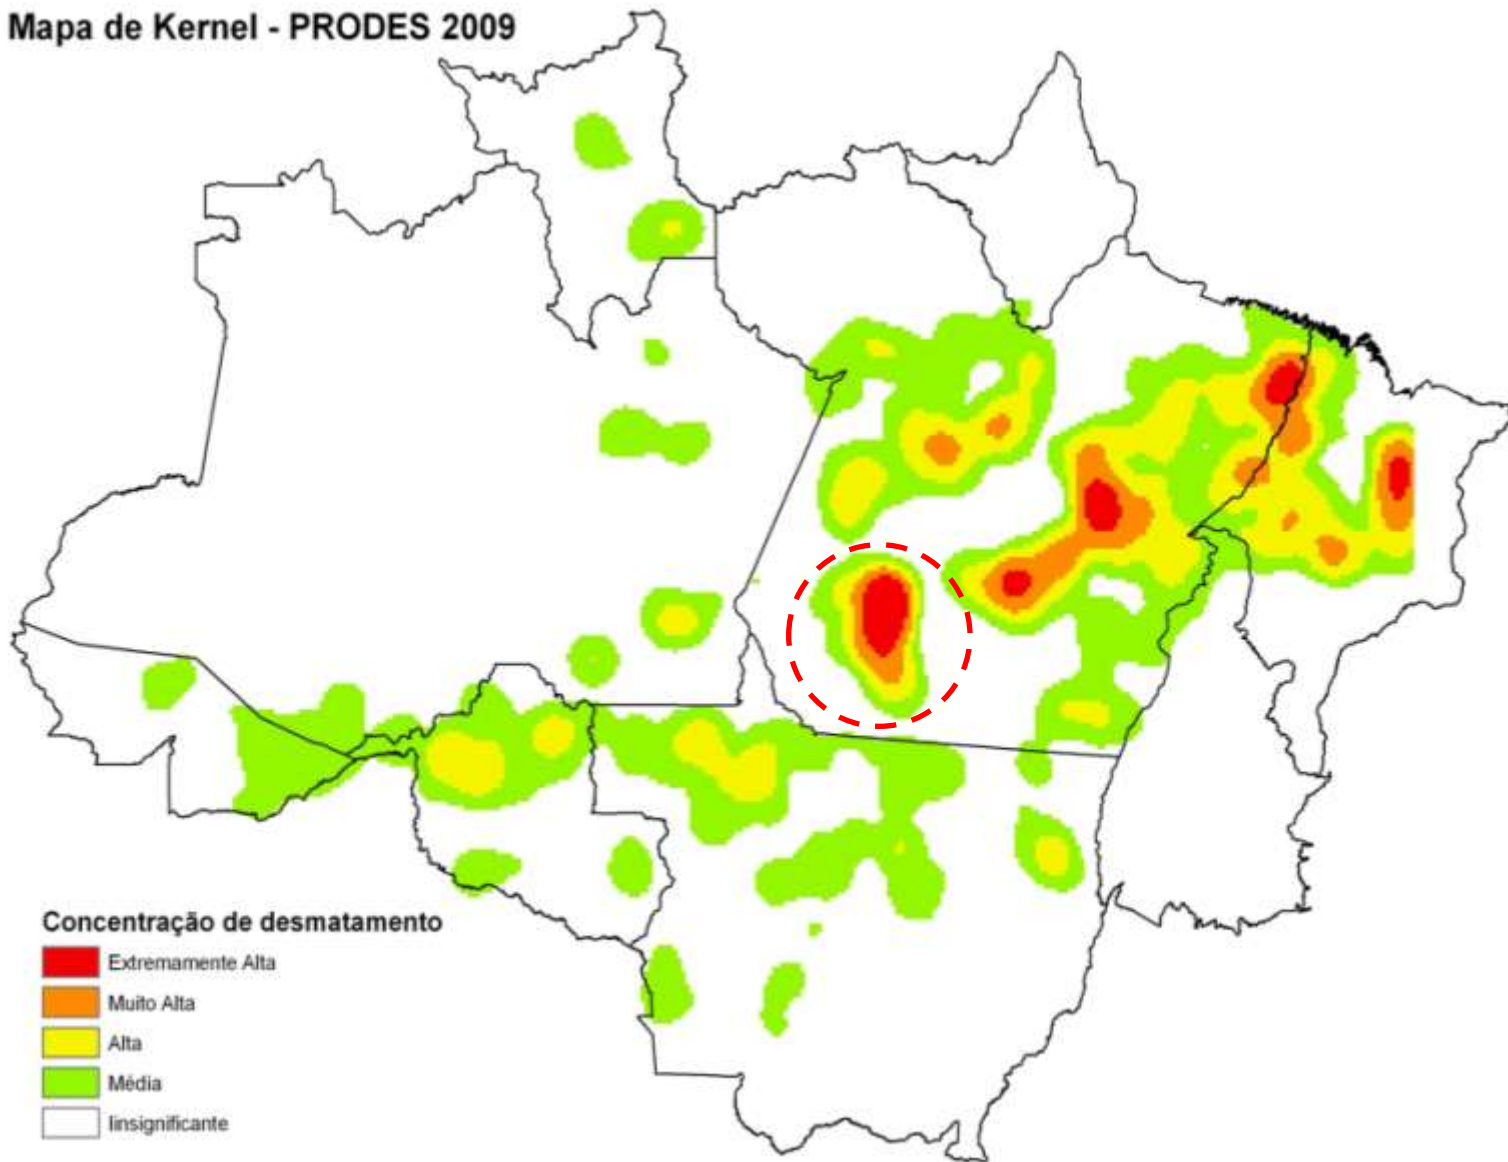 Mapa de Kernel - PRODES 2009
Concentração de desmatamento
Extremamente Alta
Muito Alta
Alta
Média
Iinsignificante